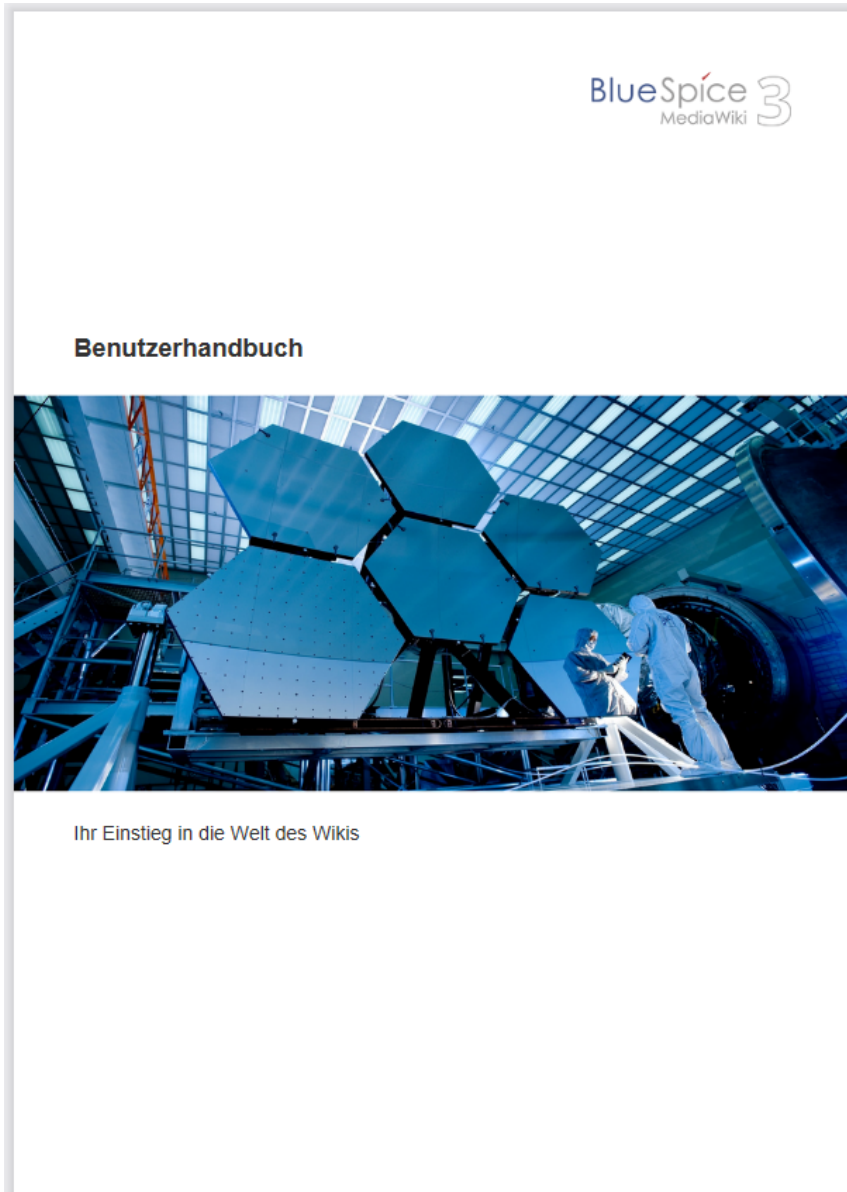 BlueSpice
MediaWiki 3
Benutzerhandbuch
Ihr Einstieg in die Welt des Wikis